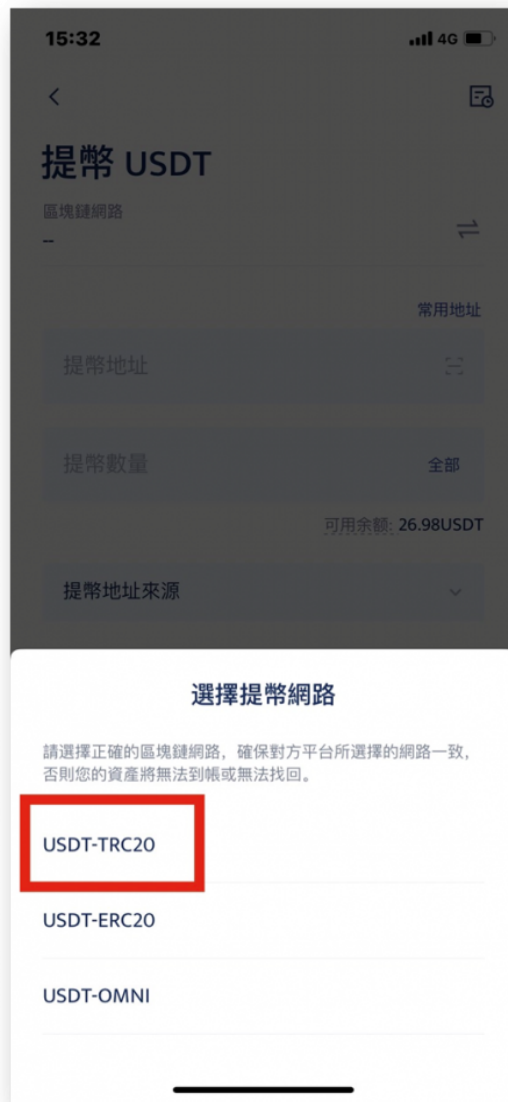 15:32
4G
提幣 USDT
區塊鏈網路
--
常用地址
提幣地址
提幣數量
全部
可用余額: 26.98USDT
提幣地址來源
選擇提幣網路
請選擇正確的區塊鏈網路，確保對方平台所選擇的網路一致，
否則您的資產將無法到帳或無法找回。
USDT-TRC20
USDT-ERC20
USDT-OMNI